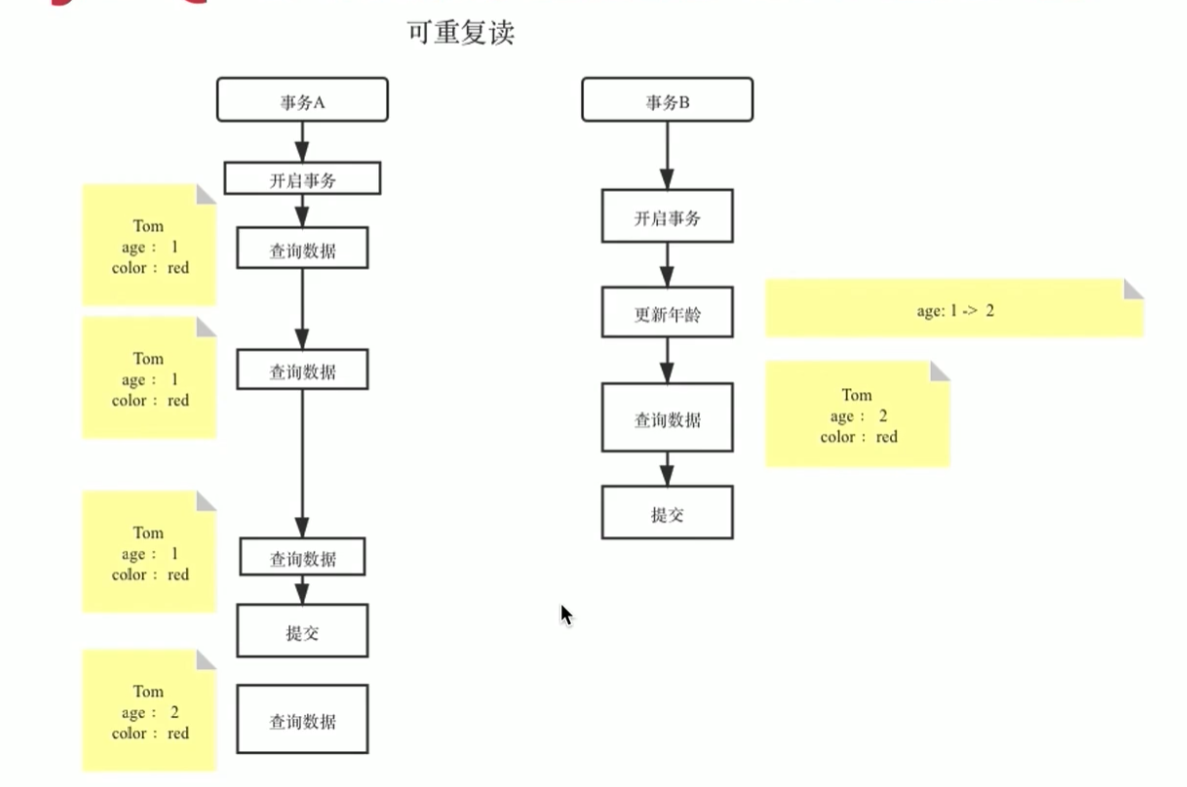 可重复读
事务A
开启事务
查询数据
Tom
age： 1
color： red
查询数据
Tom
age： 1
color： red
查询数据
Tom
age： 1
color： red
提交
查询数据
Tom
age： 2
color： red
事务B
开启事务
更新年龄
age: 1 -> 2
查询数据
Tom
age： 2
color： red
提交